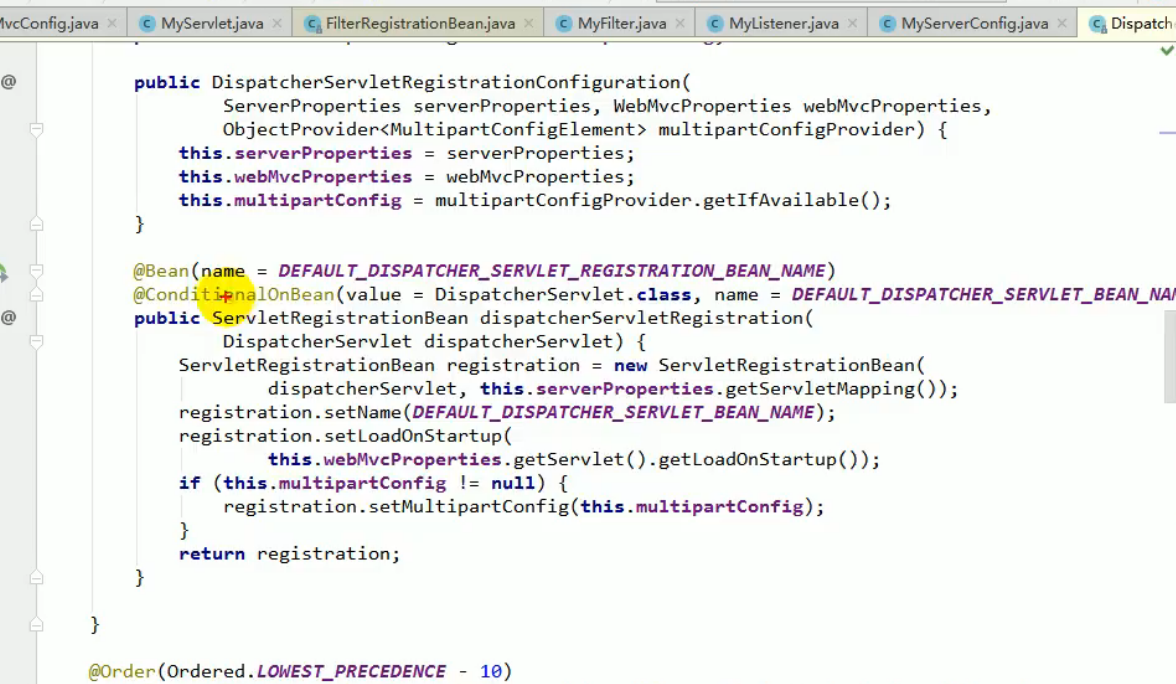 MvcConfig.java × MyServlet.java × FilterRegistrationBean.java × MyFilter.java × MyListener.java × MyServerConfig.java × Dispatch
public DispatcherServletRegistrationConfiguration(
ServerProperties serverProperties, WebMvcProperties webMvcProperties,
ObjectProvider<MultipartConfigElement> multipartConfigProvider) {
this.serverProperties = serverProperties;
this.webMvcProperties = webMvcProperties;
this.multipartConfig = multipartConfigProvider.getIfAvailable();
}
@Bean(name = DEFAULT_DISPATCHER_SERVLET_REGISTRATION_BEAN_NAME)
@ConditionalOnBean(value = DispatcherServlet.class, name = DEFAULT_DISPATCHER_SERVLET_BEAN_NA
public ServletRegistrationBean dispatcherServletRegistration(
DispatcherServlet dispatcherServlet) {
ServletRegistrationBean registration = new ServletRegistrationBean(
dispatcherServlet, this.serverProperties.getServletMapping());
registration.setName(DEFAULT_DISPATCHER_SERVLET_BEAN_NAME);
registration.setLoadOnStartup(
this.webMvcProperties.getServlet().getLoadOnStartup());
if (this.multipartConfig != null) {
registration.setMultipartConfig(this.multipartConfig);
}
return registration;
}
}
@Order(Ordered.LOWEST_PRECEDENCE - 10)